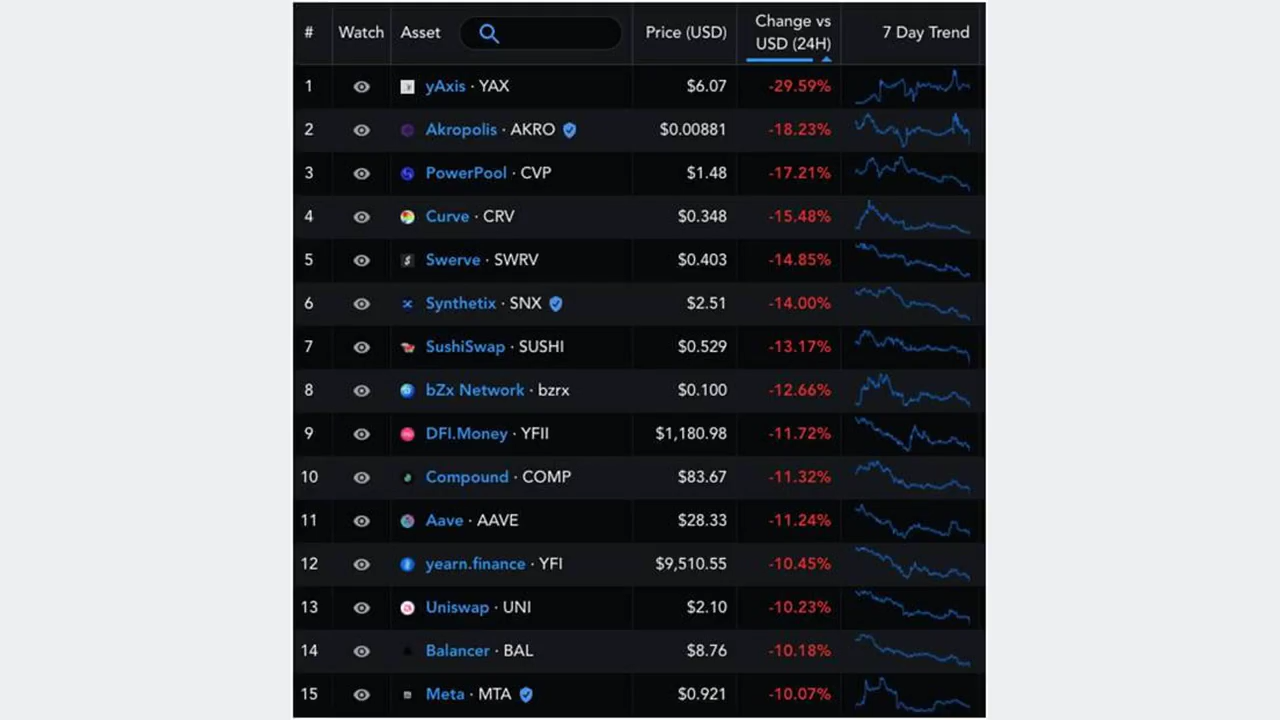 # Watch Asset Price (USD) Change vs USD (24H) 7 Day Trend
1 yAxis · YAX $6.07 -29.59%
2 Akropolis · AKRO $0.00881 -18.23%
3 PowerPool · CVP $1.48 -17.21%
4 Curve · CRV $0.348 -15.48%
5 Swerve · SWRV $0.403 -14.85%
6 Synthetix · SNX $2.51 -14.00%
7 SushiSwap · SUSHI $0.529 -13.17%
8 bZx Network · bzrx $0.100 -12.66%
9 DFI.Money · YFII $1,180.98 -11.72%
10 Compound · COMP $83.67 -11.32%
11 Aave · AAVE $28.33 -11.24%
12 yearn.finance · YFI $9,510.55 -10.45%
13 Uniswap · UNI $2.10 -10.23%
14 Balancer · BAL $8.76 -10.18%
15 Meta · MTA $0.921 -10.07%